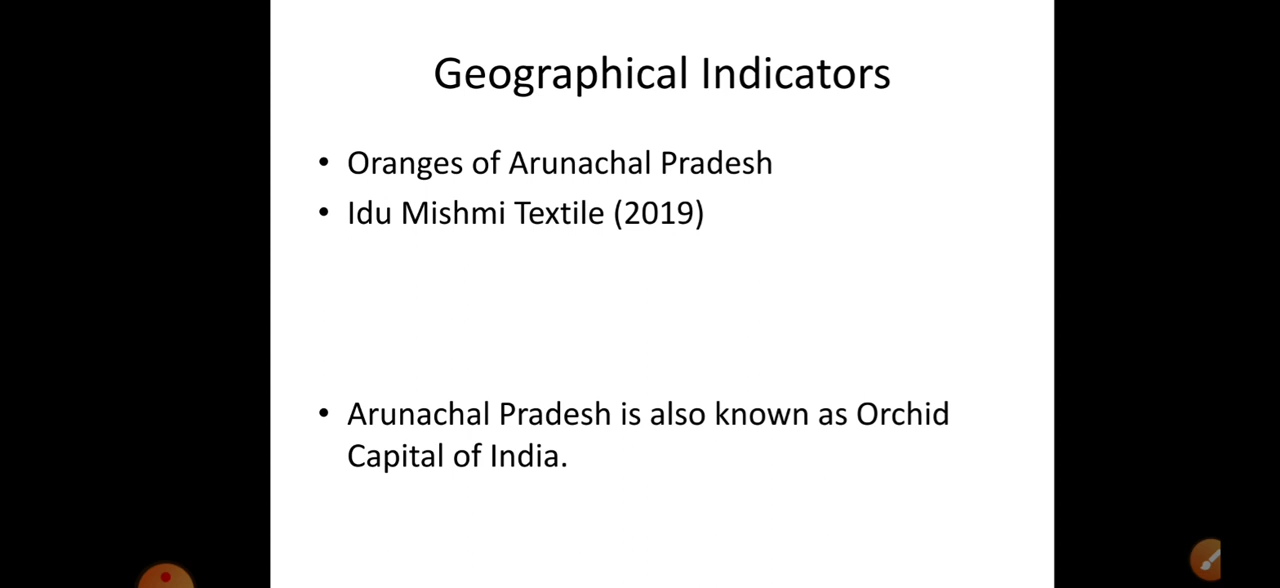 Geographical Indicators
• Oranges of Arunachal Pradesh
• Idu Mishmi Textile (2019)
• Arunachal Pradesh is also known as Orchid
Capital of India.